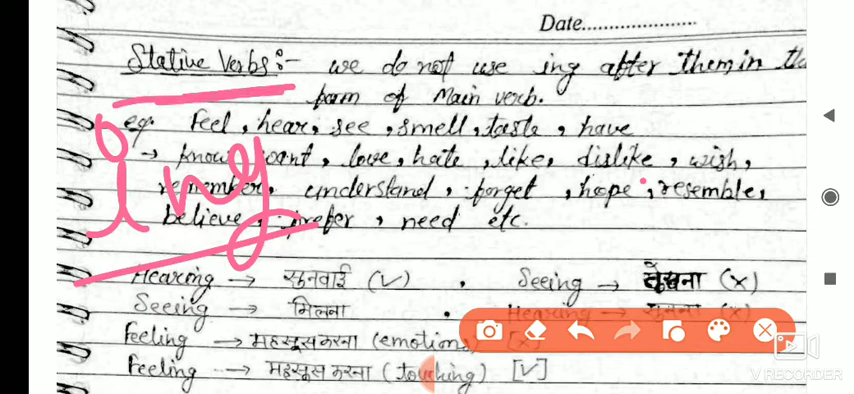 Date......................
Stative Verbs :- we do not use ing after them in the
form of Main verb.
eg. Feel, hear, see, smell, taste, have
→ know, want, love, hate, like, dislike, wish,
remember, understand, forget, hope, resemble,
believe, prefer, need etc.
ing
Hearing → सुनवाई (✓) . Seeing → देखना (X)
Seeing → मिलना . Hearing → सुनना (X)
Feeling → महसूस करना (emotions) [X]
Feeling → महसूस करना (touching) [✓]
V RECORDER